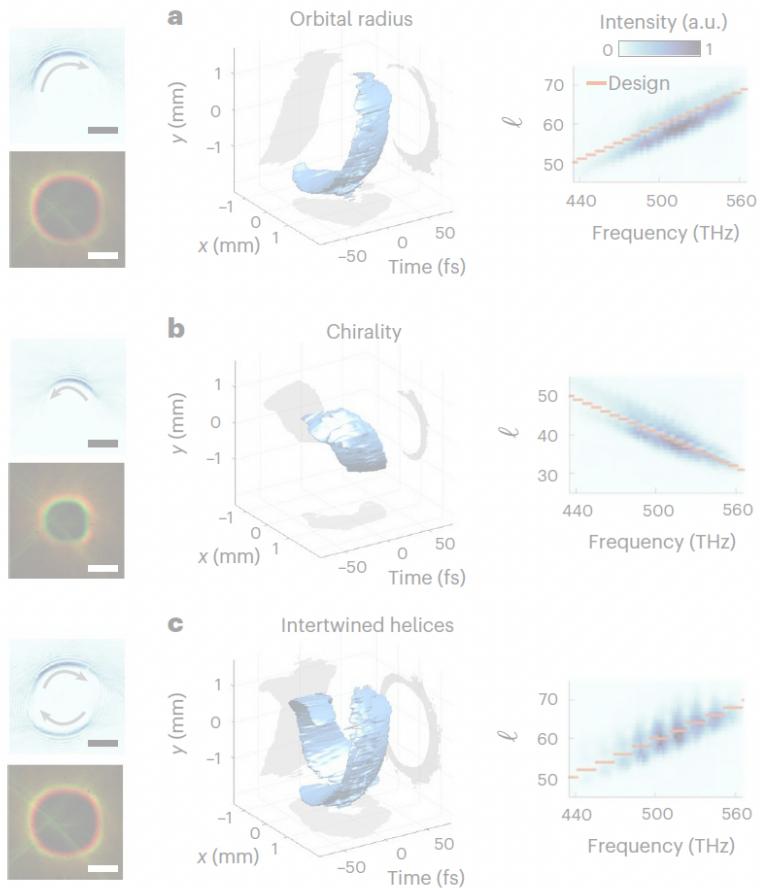 a
Orbital radius
Intensity (a.u.)
0 1
Design
1
0
−1
y (mm)
−1
0
1
x (mm)
−50
0
50
Time (fs)
70
60
50
ℓ
440 500 560
Frequency (THz)
b
Chirality
1
0
−1
y (mm)
−1
0
1
x (mm)
−50
0
50
Time (fs)
50
40
30
ℓ
440 500 560
Frequency (THz)
c
Intertwined helices
1
0
−1
y (mm)
−1
0
1
x (mm)
−50
0
50
Time (fs)
70
60
50
ℓ
440 500 560
Frequency (THz)